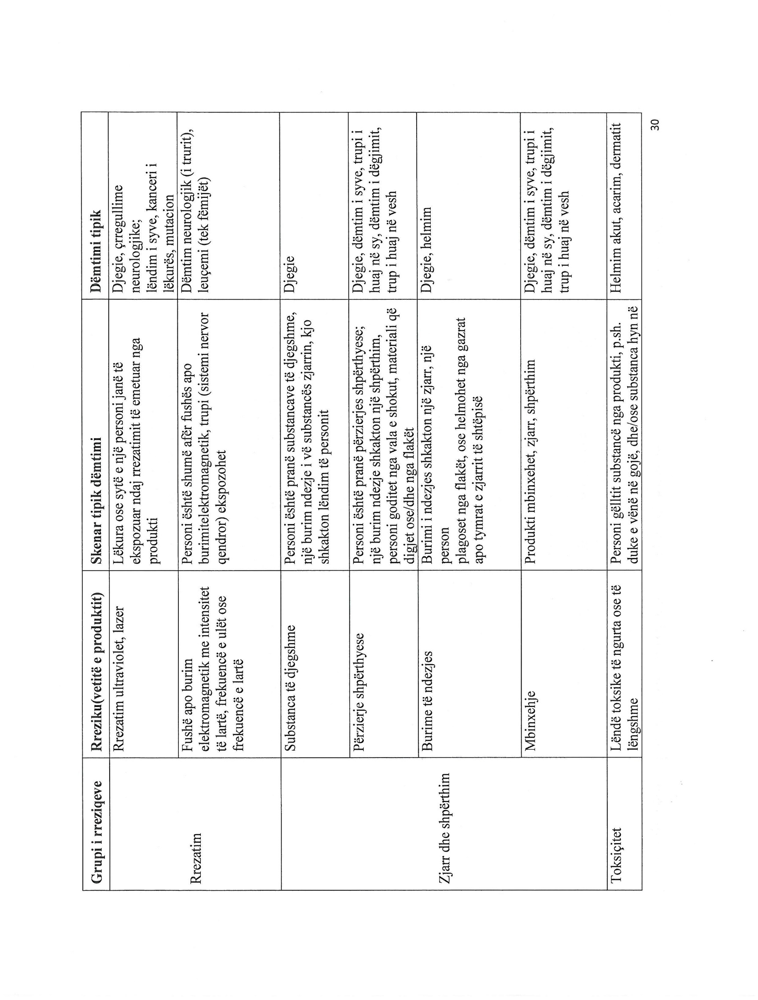 Grupi i rreziqeve
Rreziku(vetitë e produktit)
Skenar tipik dëmtimi
Dëmtimi tipik
Rrezatim
Rrezatim ultraviolet, lazer
Lëkura ose sytë e një personi janë të
ekspozuar ndaj rrezatimit të emetuar nga
produkti
Djegie, çrregullime
neurologjike;
lëndim i syve, kanceri i
lëkurës, mutacion
Fushë apo burim
elektromagnetik me intensitet
të lartë, frekuencë e ulët ose
frekuencë e lartë
Personi është shumë afër fushës apo
burimitelektromagnetik, trupi (sistemi nervor
qendror) ekspozohet
Dëmtim neurologjik (i trurit),
leuçemi (tek fëmijët)
Zjarr dhe shpërthim
Substanca të djegshme
Personi është pranë substancave të djegshme,
një burim ndezje i vë substancës zjarrin, kjo
shkakton lëndim të personit
Djegie
Përzierje shpërthyese
Personi është pranë përzierjes shpërthyese;
një burim ndezje shkakton një shpërthim,
personi goditet nga vala e shokut, materiali që
digjet ose/dhe nga flakët
Djegie, dëmtim i syve, trupi i
huaj në sy, dëmtim i dëgjimit,
trup i huaj në vesh
Burime të ndezjes
Burimi i ndezjes shkakton një zjarr, një
person
plagoset nga flakët, ose helmohet nga gazrat
apo tymrat e zjarrit të shtëpisë
Djegie, helmim
Mbinxehje
Produkti mbinxehet, zjarr, shpërthim
Djegie, dëmtim i syve, trupi i
huaj në sy, dëmtim i dëgjimit,
trup i huaj në vesh
Toksiçitet
Lëndë toksike të ngurta ose të
lëngshme
Personi gëlltit substancë nga produkti, p.sh.
duke e vënë në gojë, dhe/ose substanca hyn në
Helmim akut, acarim, dermatit
30